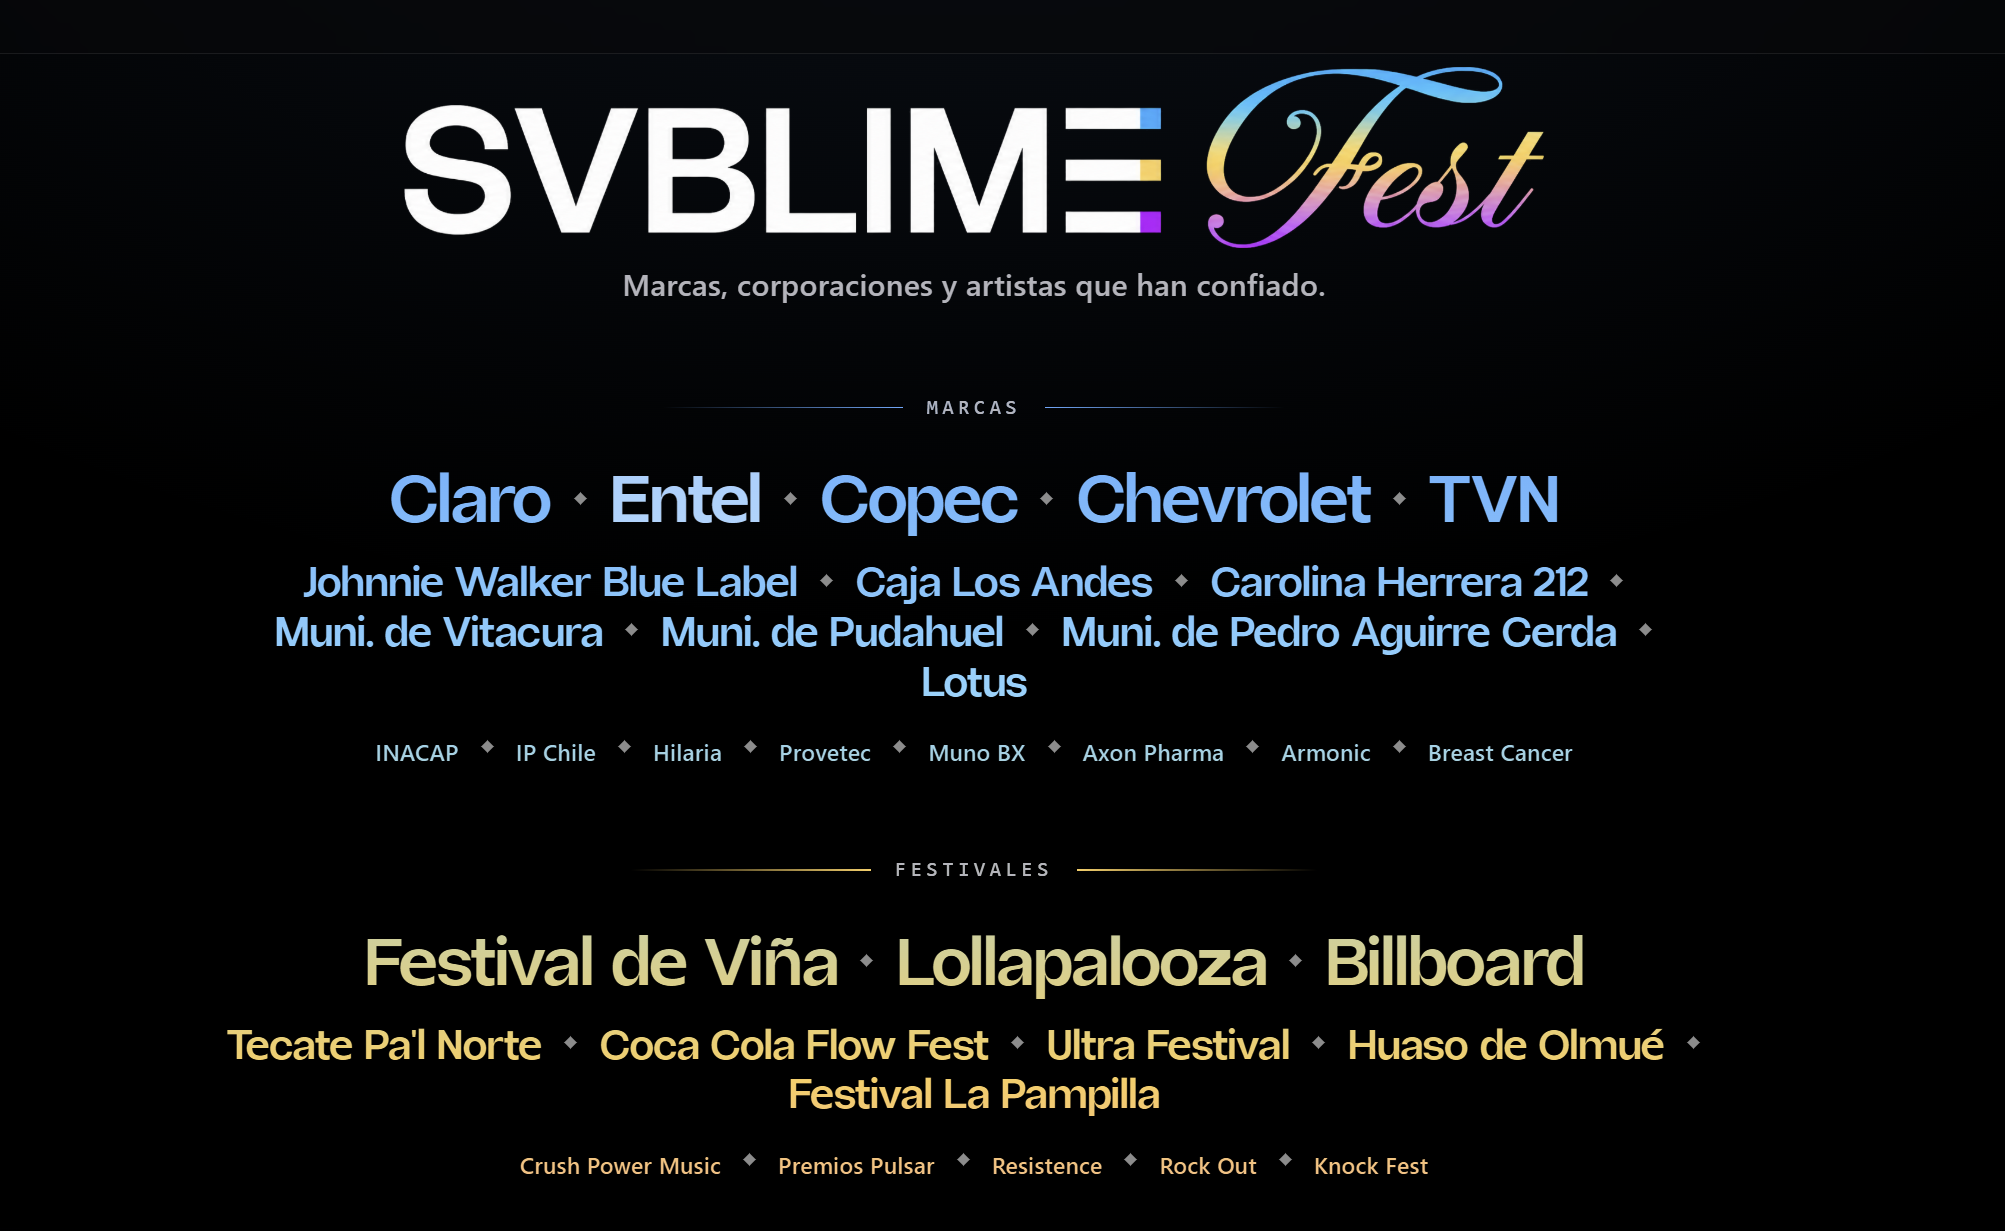 SVBLIME Fest
Marcas, corporaciones y artistas que han confiado.
MARCAS
Claro ◆ Entel ◆ Copec ◆ Chevrolet ◆ TVN
Johnnie Walker Blue Label ◆ Caja Los Andes ◆ Carolina Herrera 212 ◆
Muni. de Vitacura ◆ Muni. de Pudahuel ◆ Muni. de Pedro Aguirre Cerda ◆
Lotus
INACAP ◆ IP Chile ◆ Hilaria ◆ Provetec ◆ Muno BX ◆ Axon Pharma ◆ Armonic ◆ Breast Cancer
FESTIVALES
Festival de Viña ◆ Lollapalooza ◆ Billboard
Tecate Pa'l Norte ◆ Coca Cola Flow Fest ◆ Ultra Festival ◆ Huaso de Olmué ◆
Festival La Pampilla
Crush Power Music ◆ Premios Pulsar ◆ Resistence ◆ Rock Out ◆ Knock Fest